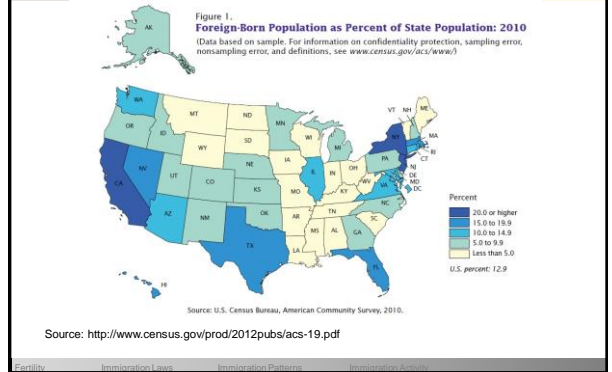 Figure 1.
Foreign-Born Population as Percent of State Population: 2010
(Data based on sample. For information on confidentiality protection, sampling error,
nonsampling error, and definitions, see www.census.gov/acs/www/)
AK
WA
OR
CA
NV
ID
MT
WY
UT
AZ
CO
NM
ND
SD
NE
KS
OK
TX
MN
IA
MO
AR
LA
WI
IL
MI
IN
OH
KY
TN
MS
AL
GA
FL
SC
NC
VA
WV
PA
NY
VT NH
ME
MA
RI
CT
NJ
DE
MD
DC
HI
Percent
20.0 or higher
15.0 to 19.9
10.0 to 14.9
5.0 to 9.9
Less than 5.0
U.S. percent: 12.9
Source: U.S. Census Bureau, American Community Survey, 2010.
Source: http://www.census.gov/prod/2012pubs/acs-19.pdf
Fertility Immigration Laws Immigration Patterns Immigration Activity